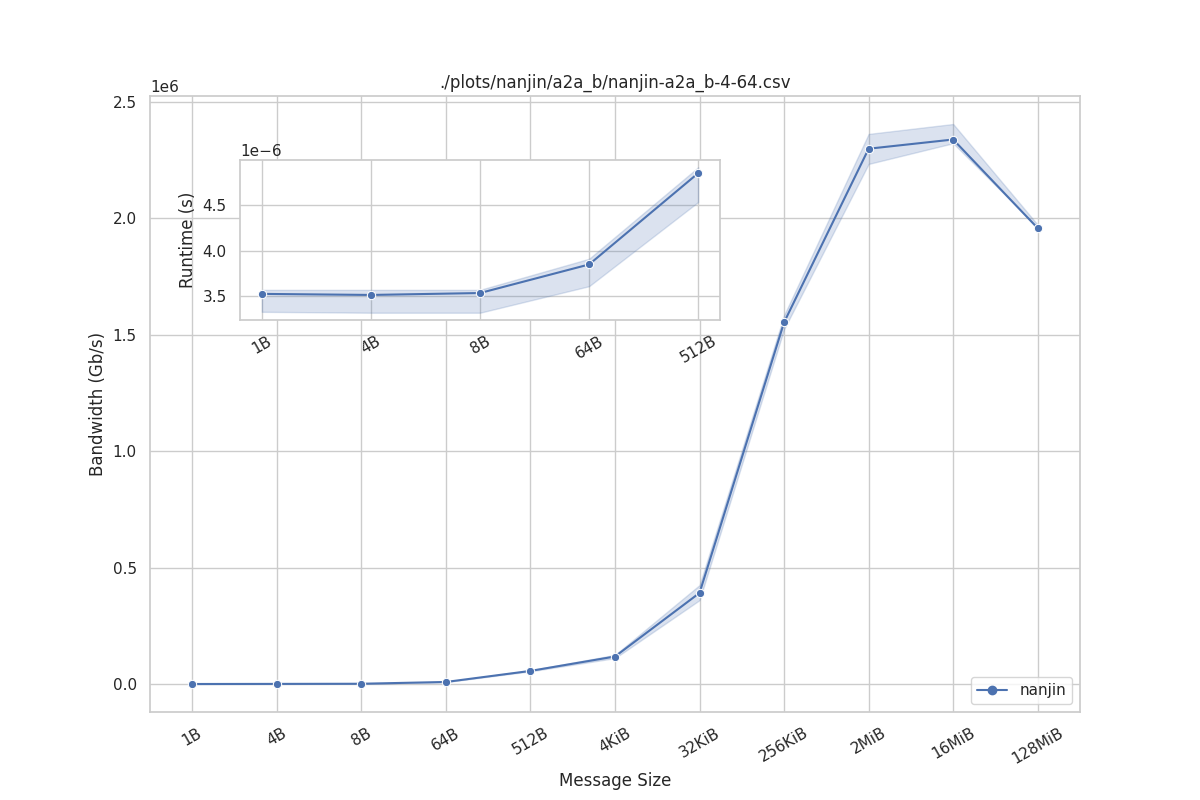 ./plots/nanjin/a2a_b/nanjin-a2a_b-4-64.csv
1e6
2.5
2.0
1.5
1.0
0.5
0.0
Bandwidth (Gb/s)
1e−6
4.5
4.0
3.5
Runtime (s)
1B 4B 8B 64B 512B
nanjin
1B 4B 8B 64B 512B 4KiB 32KiB 256KiB 2MiB 16MiB 128MiB
Message Size